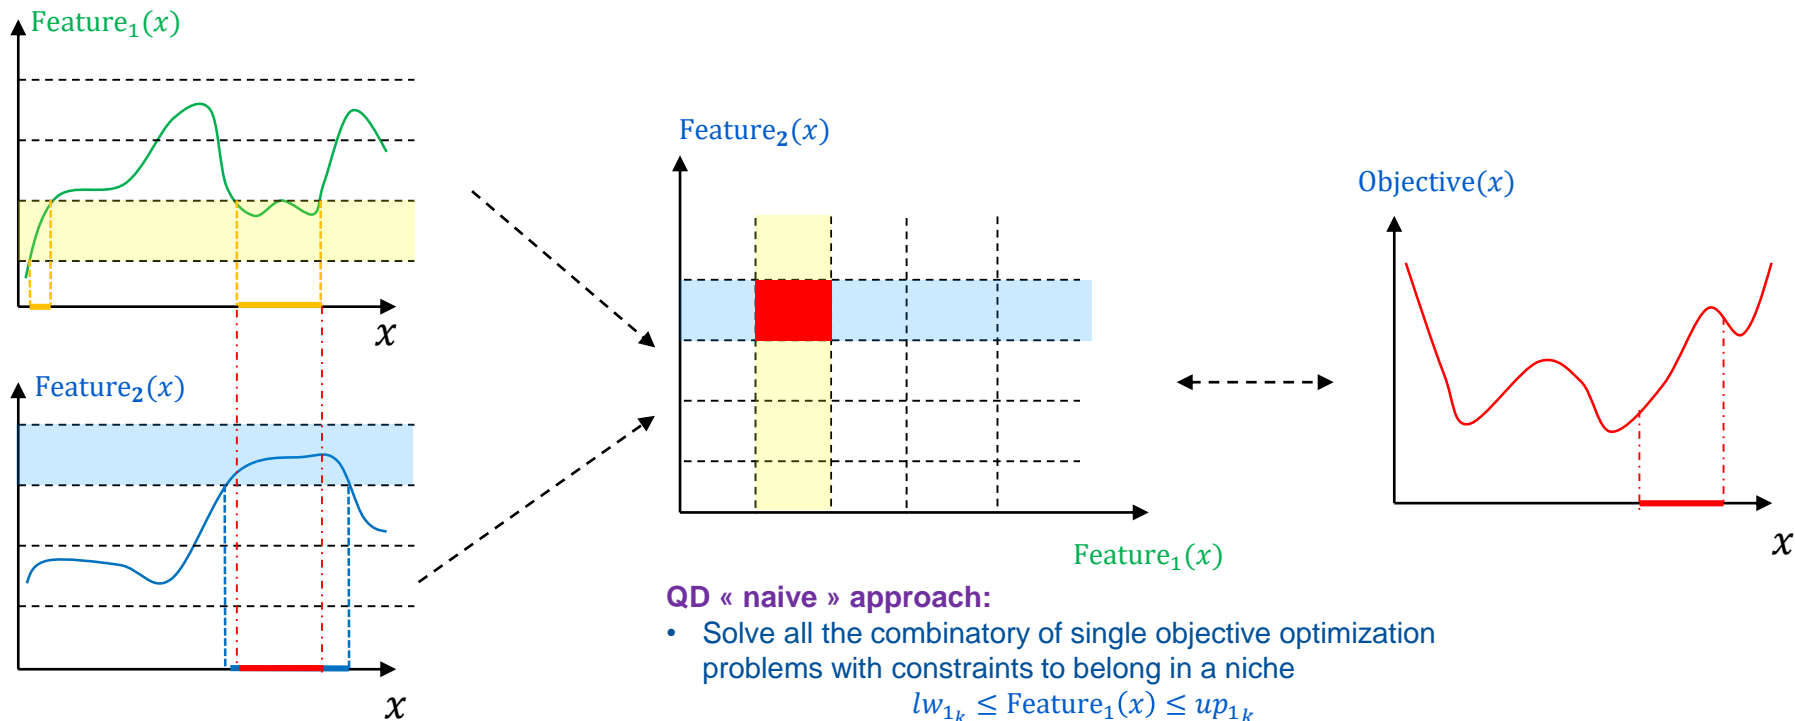 Feature₁(x)
x
Feature₂(x)
x
Feature₂(x)
Feature₁(x)
Objective(x)
x
QD « naive » approach:
• Solve all the combinatory of single objective optimization
problems with constraints to belong in a niche
lw₁ₖ ≤ Feature₁(x) ≤ up₁ₖ